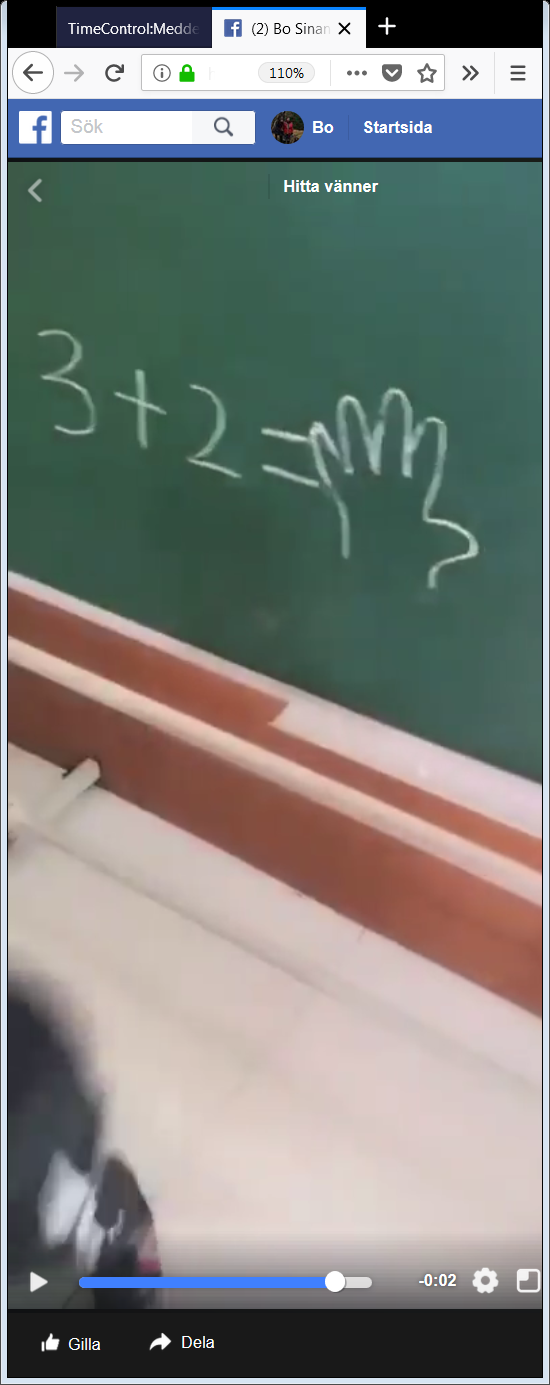 TimeControl:Medde
(2) Bo Sinan
110%
Sök
Bo
Startsida
Hitta vänner
3+2=
-0:02
Gilla
Dela